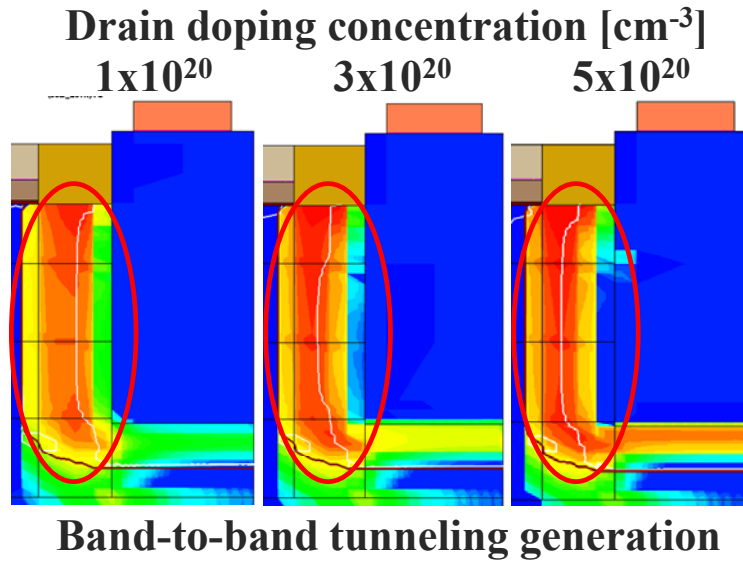 Drain doping concentration [cm⁻³]
1x10²⁰ 3x10²⁰ 5x10²⁰
Band-to-band tunneling generation